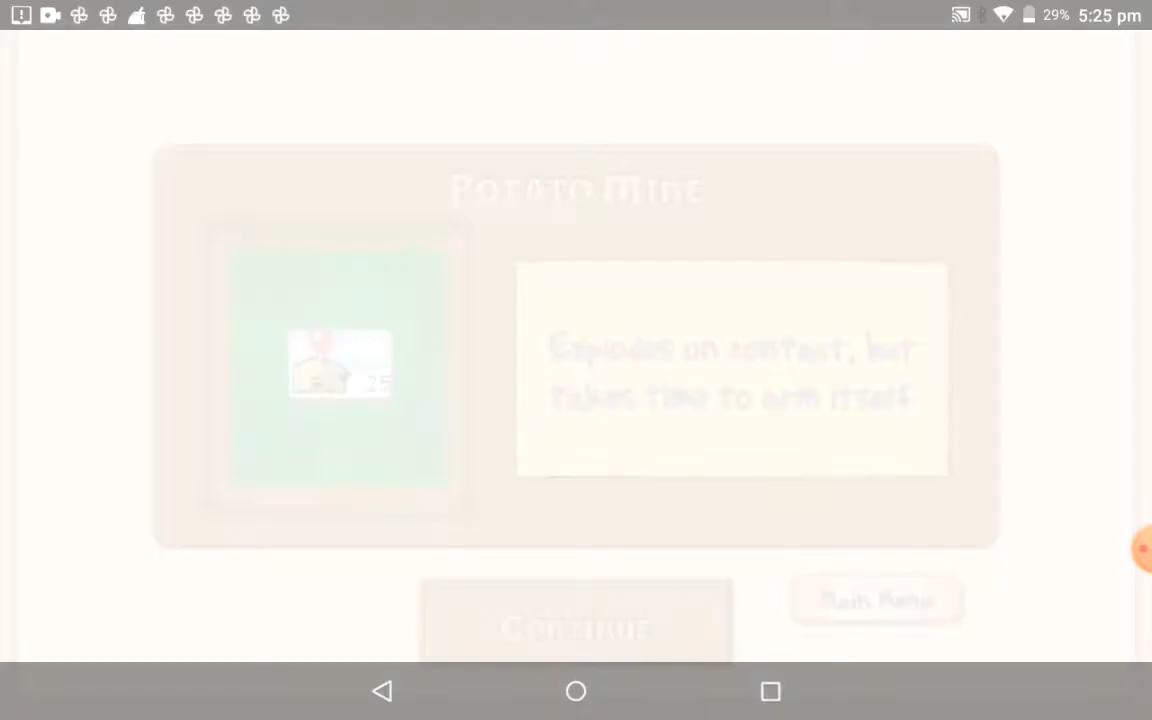 29% 5:25 pm
Potato Mine
25
Explodes on contact, but
takes time to arm itself
Continue
Main Menu